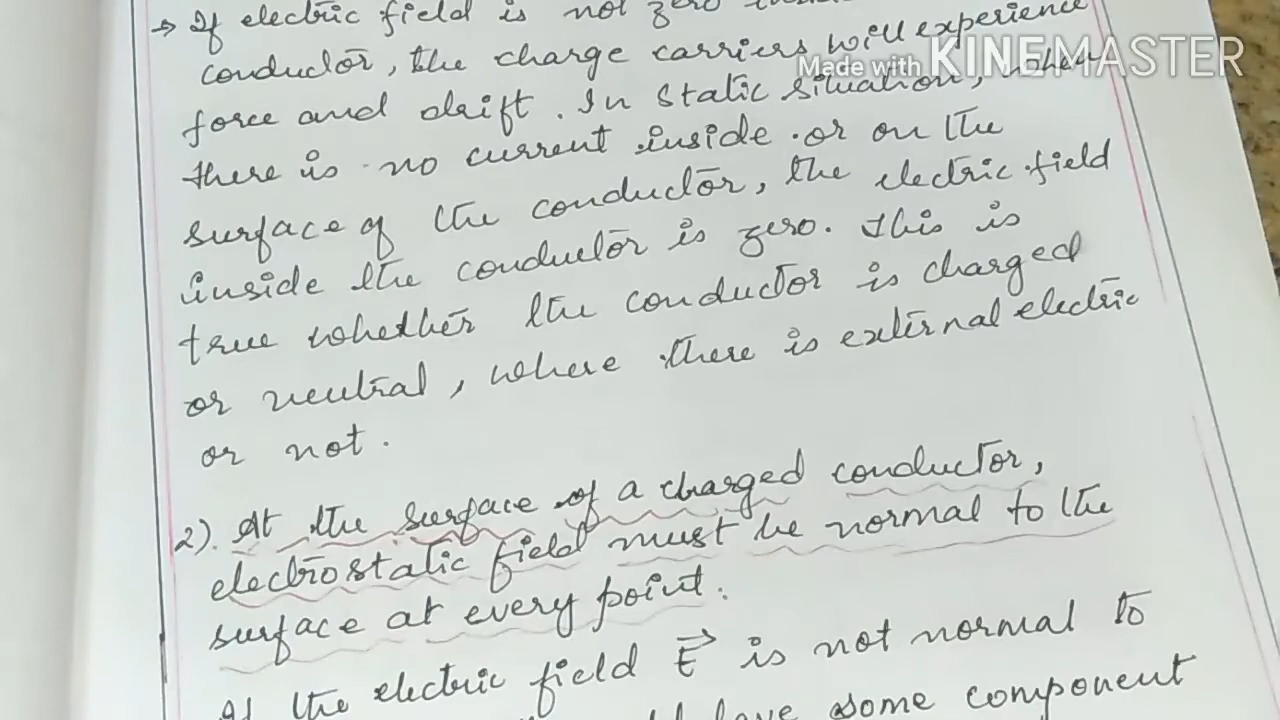 → If electric field is not zero
conductor, the charge carriers will experience
force and drift. In static situation, when
there is no current inside or on the
surface of the conductor, the electric field
inside the conductor is zero. This is
true whether the conductor is charged
or neutral, where there is external electric
or not.
2). At the surface of a charged conductor,
electrostatic field must be normal to the
surface at every point.
If the electric field E⃗ is not normal to
have some component
Made with KINEMASTER